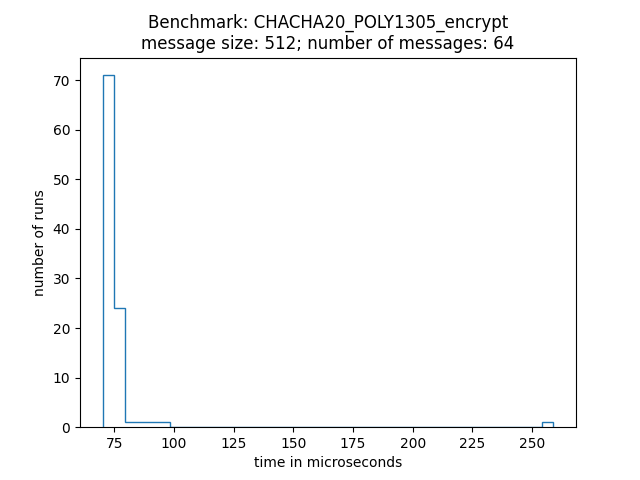 Benchmark: CHACHA20_POLY1305_encrypt
message size: 512; number of messages: 64
70
60
50
40
30
20
10
0
number of runs
75 100 125 150 175 200 225 250
time in microseconds